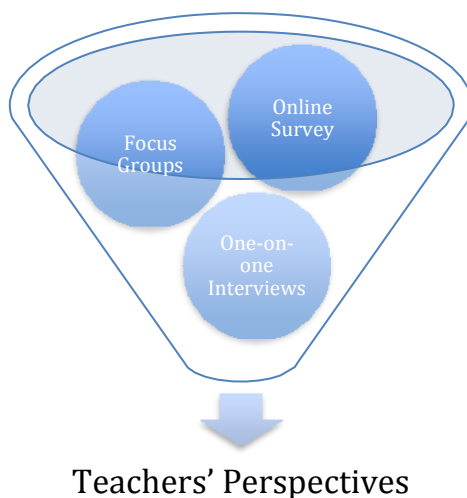 Online
Survey
Focus
Groups
One-on-
one
Interviews
Teachers’ Perspectives